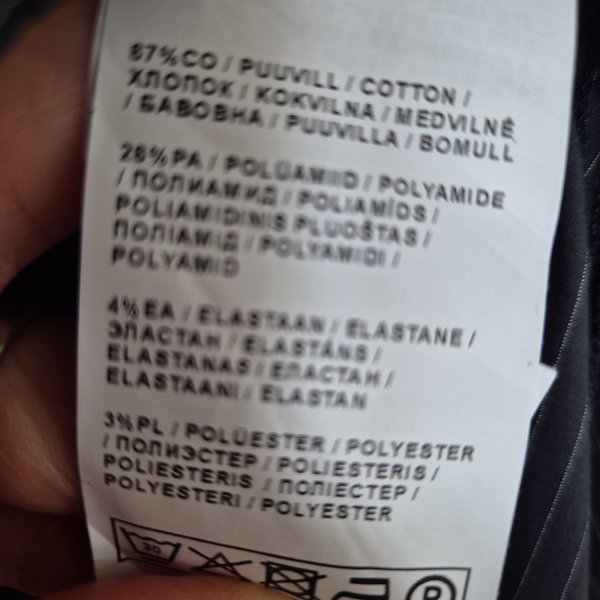 67%CO / PUUVILL / COTTON /
ХЛОПОК / KOKVILNA / MEDVILNĖ
/ БАВОВНА / PUUVILLA / BOMULL
26%PA / POLÜAMIID / POLYAMIDE
/ ПОЛИАМИД / POLIAMĪDS /
POLIAMIDINIS PLUOŠTAS /
ПОЛІАМІД / POLYAMIDI /
POLYAMID
4%EA / ELASTAAN / ELASTANE /
ЭЛАСТАН / ELASTĀNS /
ELASTANAS / ЕЛАСТАН /
ELASTAANI / ELASTAN
3%PL / POLÜESTER / POLYESTER
/ ПОЛИЭСТЕР / POLIESTERIS /
POLIESTERIS / ПОЛІЕСТЕР /
POLYESTERI / POLYESTER
30 P